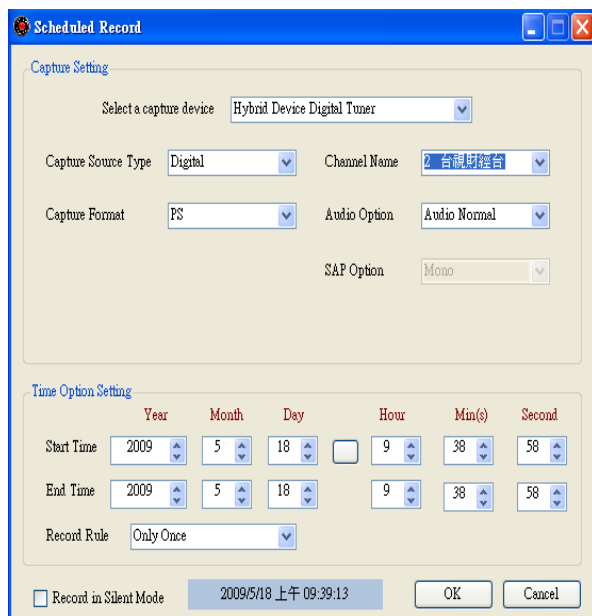 Scheduled Record
Capture Setting
Select a capture device Hybrid Device Digital Tuner
Capture Source Type Digital Channel Name 2 台視財經台
Capture Format PS Audio Option Audio Normal
SAP Option Mono
Time Option Setting
Year Month Day Hour Min(s) Second
Start Time 2009 5 18 9 38 58
End Time 2009 5 18 9 38 58
Record Rule Only Once
Record in Silent Mode 2009/5/18 上午 09:39:13 OK Cancel